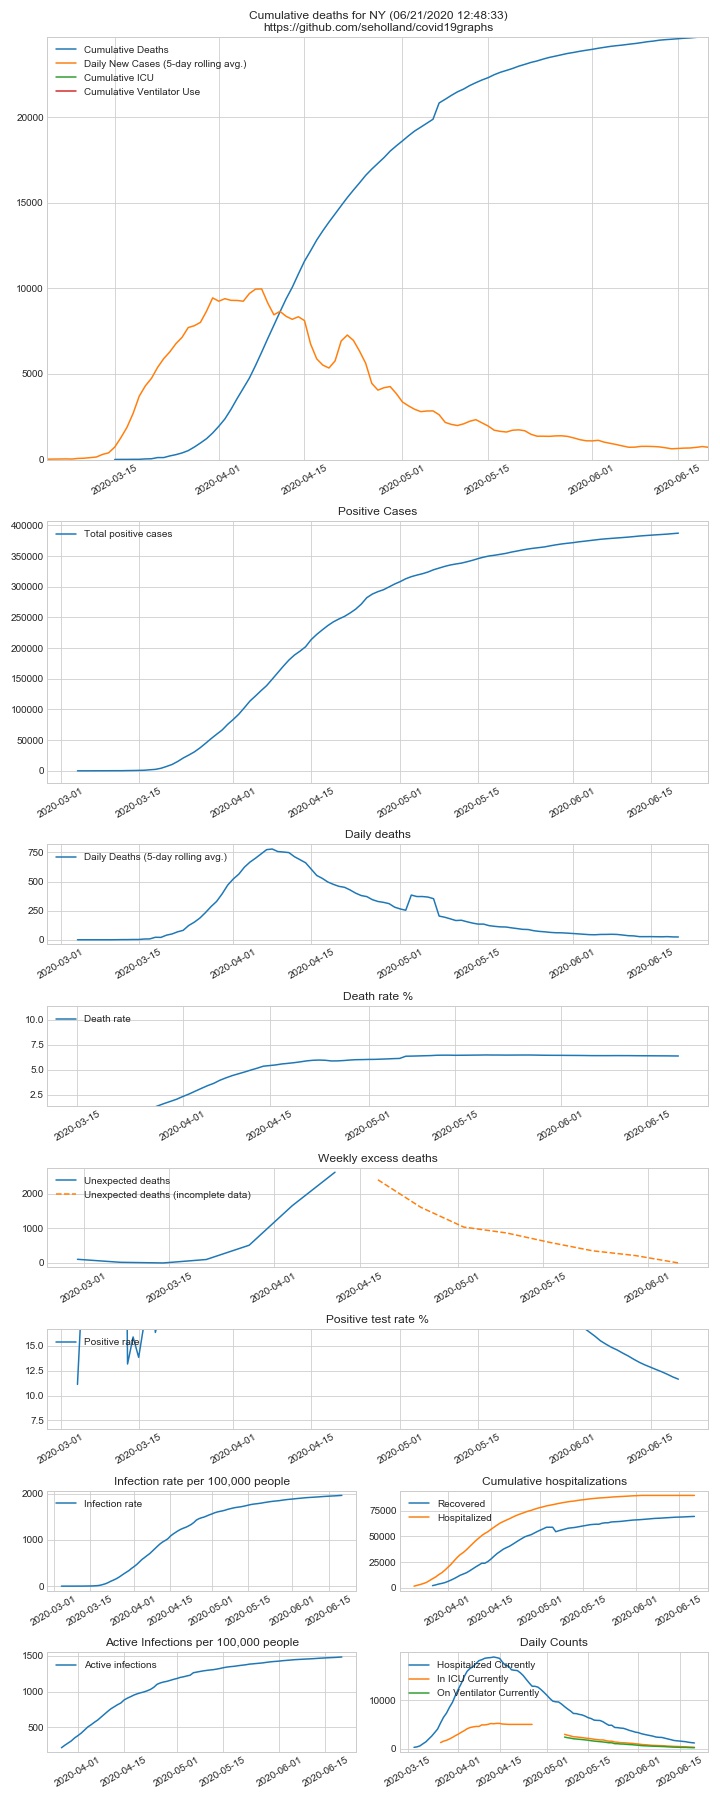 Cumulative deaths for NY (06/21/2020 12:48:33)
https://github.com/seholland/covid19graphs
Cumulative Deaths
Daily New Cases (5-day rolling avg.)
Cumulative ICU
Cumulative Ventilator Use
20000
15000
10000
5000
0
2020-03-15 2020-04-01 2020-04-15 2020-05-01 2020-05-15 2020-06-01 2020-06-15
Positive Cases
Total positive cases
400000
350000
300000
250000
200000
150000
100000
50000
0
2020-03-01 2020-03-15 2020-04-01 2020-04-15 2020-05-01 2020-05-15 2020-06-01 2020-06-15
Daily deaths
Daily Deaths (5-day rolling avg.)
750
500
250
0
2020-03-01 2020-03-15 2020-04-01 2020-04-15 2020-05-01 2020-05-15 2020-06-01 2020-06-15
Death rate %
Death rate
10.0
7.5
5.0
2.5
2020-03-15 2020-04-01 2020-04-15 2020-05-01 2020-05-15 2020-06-01 2020-06-15
Weekly excess deaths
Unexpected deaths
Unexpected deaths (incomplete data)
2000
1000
0
2020-03-01 2020-03-15 2020-04-01 2020-04-15 2020-05-01 2020-05-15 2020-06-01
Positive test rate %
Positive rate
15.0
12.5
10.0
7.5
2020-03-01 2020-03-15 2020-04-01 2020-04-15 2020-05-01 2020-05-15 2020-06-01 2020-06-15
Infection rate per 100,000 people
Infection rate
2000
1000
0
2020-03-01 2020-03-15 2020-04-01 2020-04-15 2020-05-01 2020-05-15 2020-06-01 2020-06-15
Cumulative hospitalizations
Recovered
Hospitalized
75000
50000
25000
0
2020-04-01 2020-04-15 2020-05-01 2020-05-15 2020-06-01 2020-06-15
Active Infections per 100,000 people
Active infections
1500
1000
500
2020-04-01 2020-04-15 2020-05-01 2020-05-15 2020-06-01 2020-06-15
Daily Counts
Hospitalized Currently
In ICU Currently
On Ventilator Currently
10000
0
2020-03-15 2020-04-01 2020-04-15 2020-05-01 2020-05-15 2020-06-01 2020-06-15